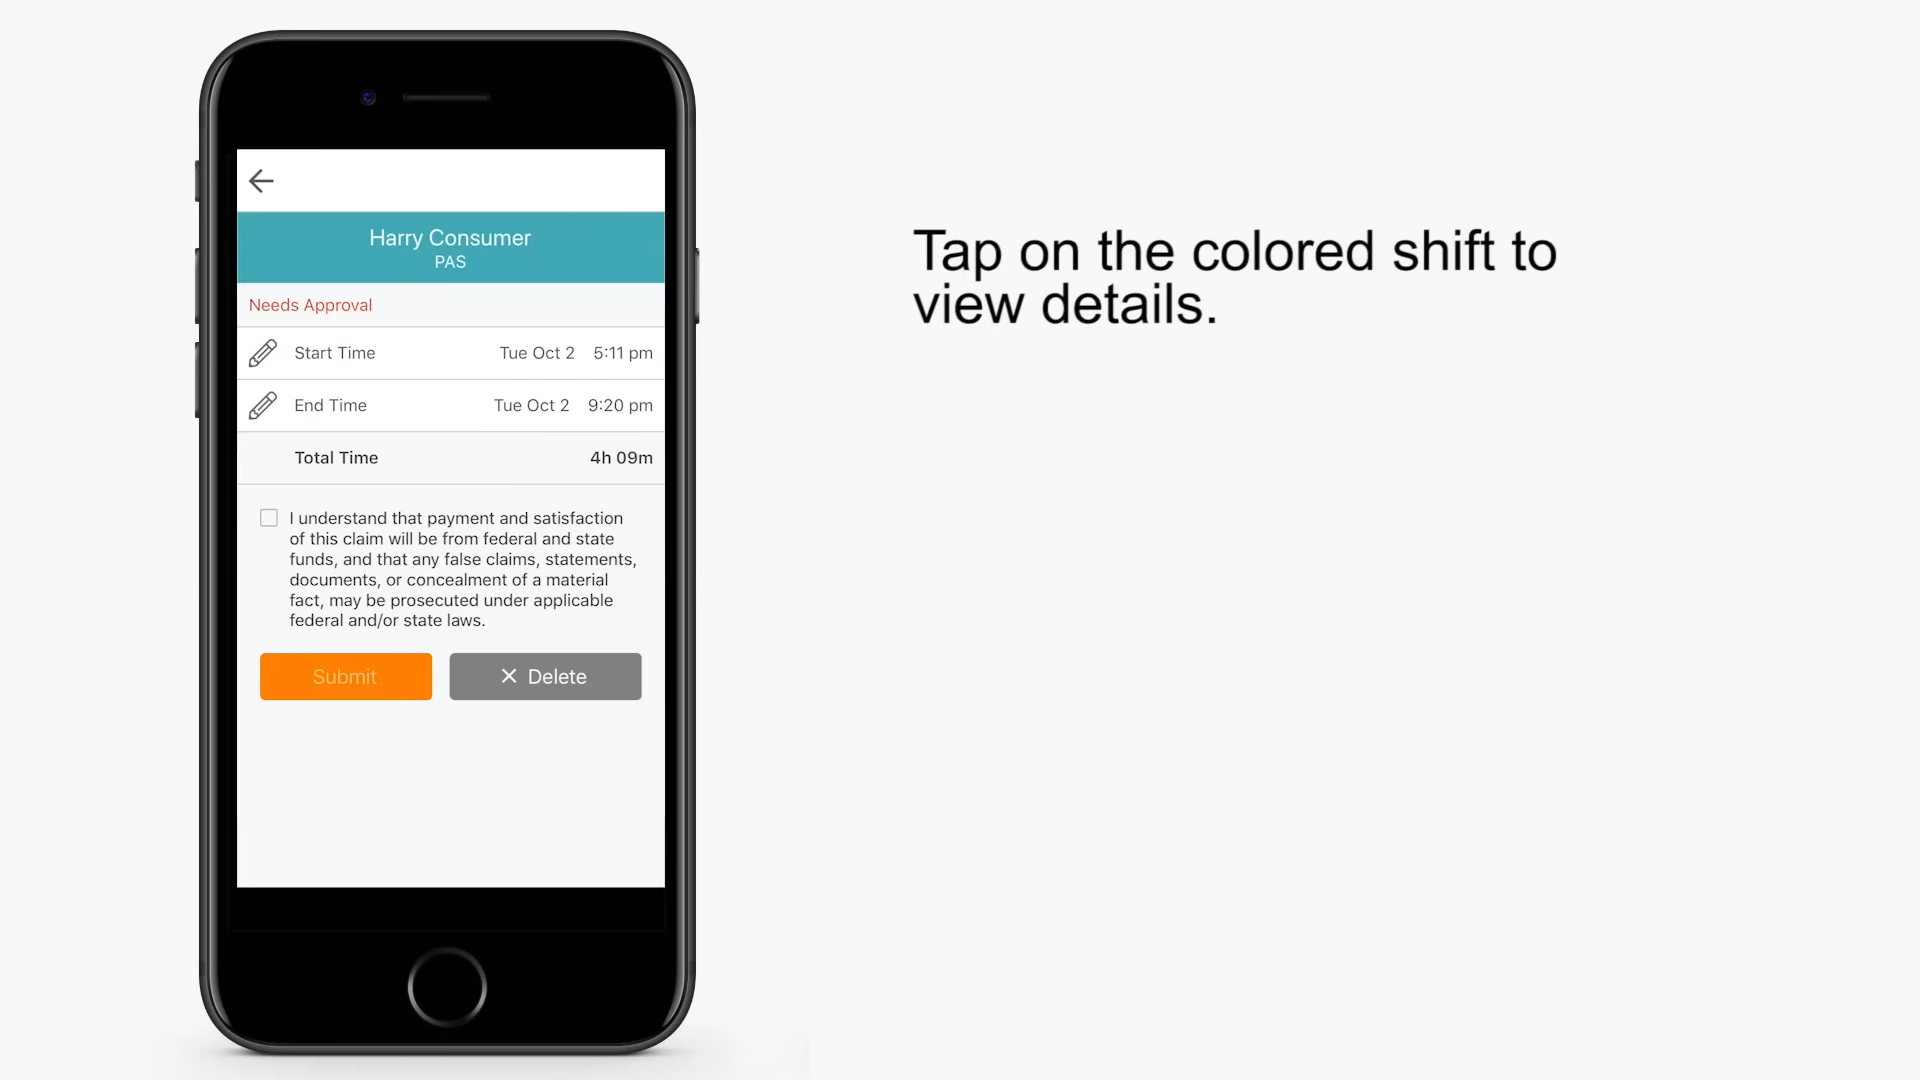 Harry Consumer
PAS
Needs Approval
Start Time Tue Oct 2 5:11 pm
End Time Tue Oct 2 9:20 pm
Total Time 4h 09m
I understand that payment and satisfaction
of this claim will be from federal and state
funds, and that any false claims, statements,
documents, or concealment of a material
fact, may be prosecuted under applicable
federal and/or state laws.
Submit
Delete
Tap on the colored shift to
view details.